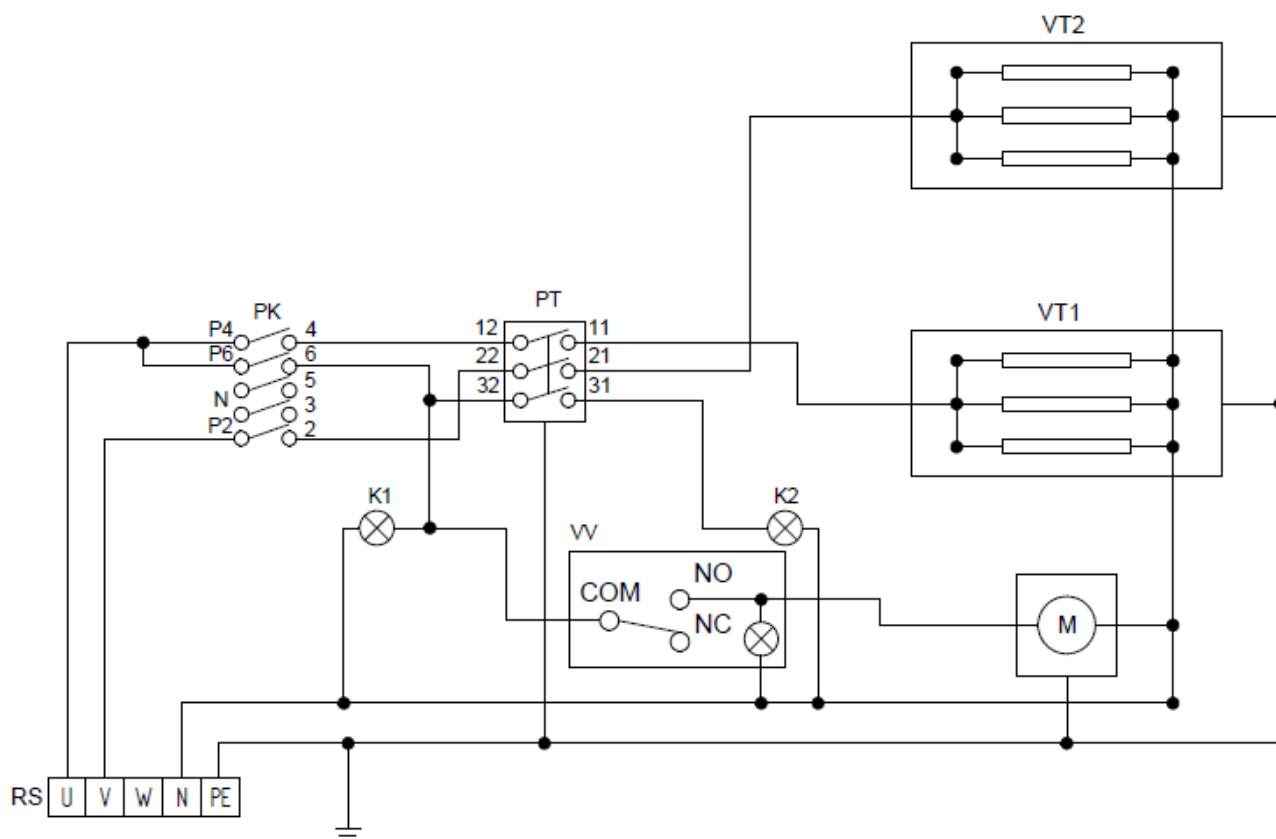 VT2
PK
PT
VT1
P4 4 12 11
P6 6 22 21
5
N 32 31
3
P2 2
K1 K2
VV
NO
COM
NC
M
RS U V W N PE